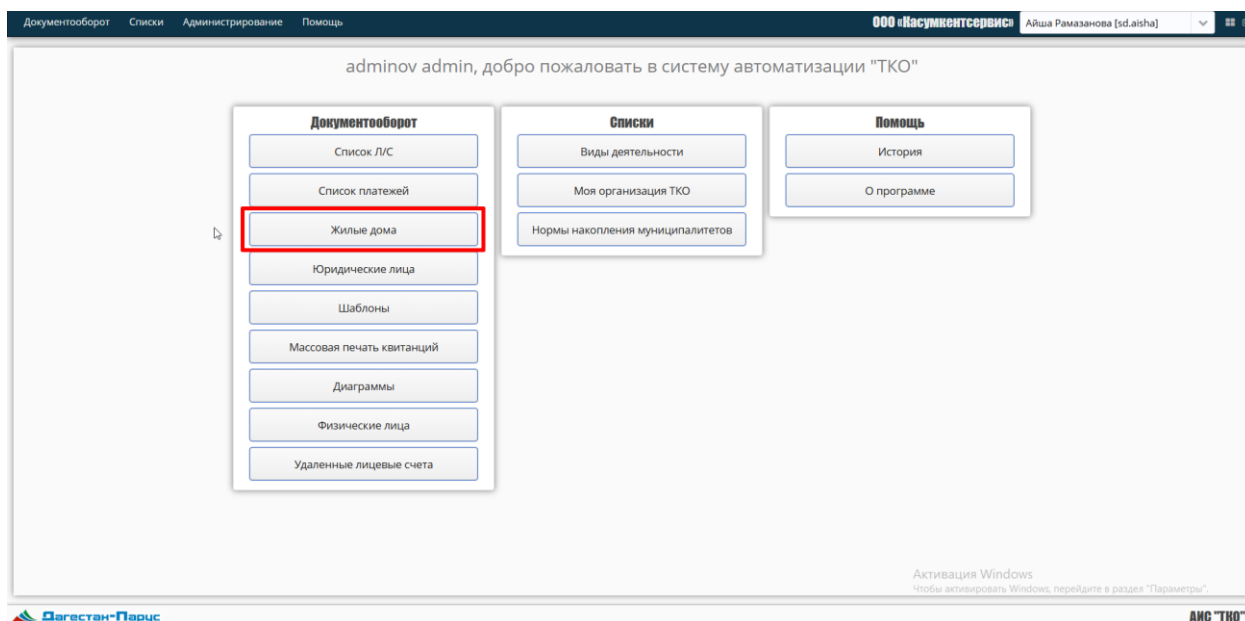 Документооборот Списки Администрирование Помощь ООО «Касумкентсервис» Айша Рамазанова [sd.aisha]
adminov admin, добро пожаловать в систему автоматизации "ТКО"
Документооборот
Список Л/С
Список платежей
Жилые дома
Юридические лица
Шаблоны
Массовая печать квитанций
Диаграммы
Физические лица
Удаленные лицевые счета
Списки
Виды деятельности
Моя организация ТКО
Нормы накопления муниципалитетов
Помощь
История
О программе
Активация Windows
Чтобы активировать Windows, перейдите в раздел "Параметры".
Дагестан-Парус АИС "ТКО"